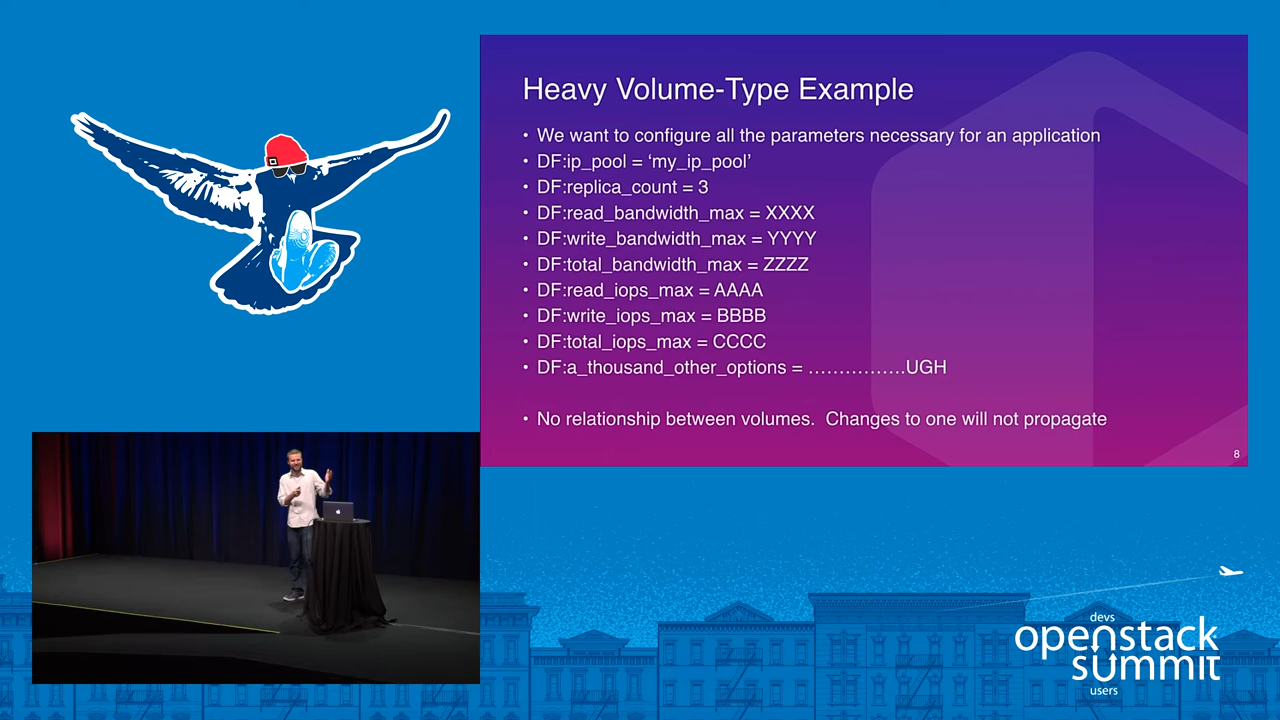 Heavy Volume-Type Example
• We want to configure all the parameters necessary for an application
• DF:ip_pool = ‘my_ip_pool’
• DF:replica_count = 3
• DF:read_bandwidth_max = XXXX
• DF:write_bandwidth_max = YYYY
• DF:total_bandwidth_max = ZZZZ
• DF:read_iops_max = AAAA
• DF:write_iops_max = BBBB
• DF:total_iops_max = CCCC
• DF:a_thousand_other_options = …………….UGH
• No relationship between volumes.  Changes to one will not propagate
8
devs
openstack
summit
users